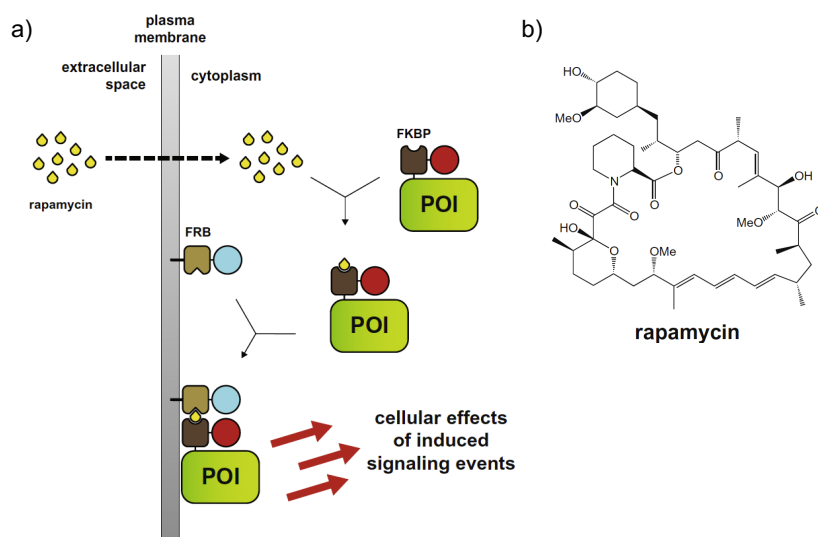 a)
plasma
membrane
extracellular
space
cytoplasm
rapamycin
FKBP
POI
FRB
POI
POI
cellular effects
of induced
signaling events
b)
HO
MeO
O
O
N
O
O
O
O
HO
O
OMe
OH
MeO
O
rapamycin